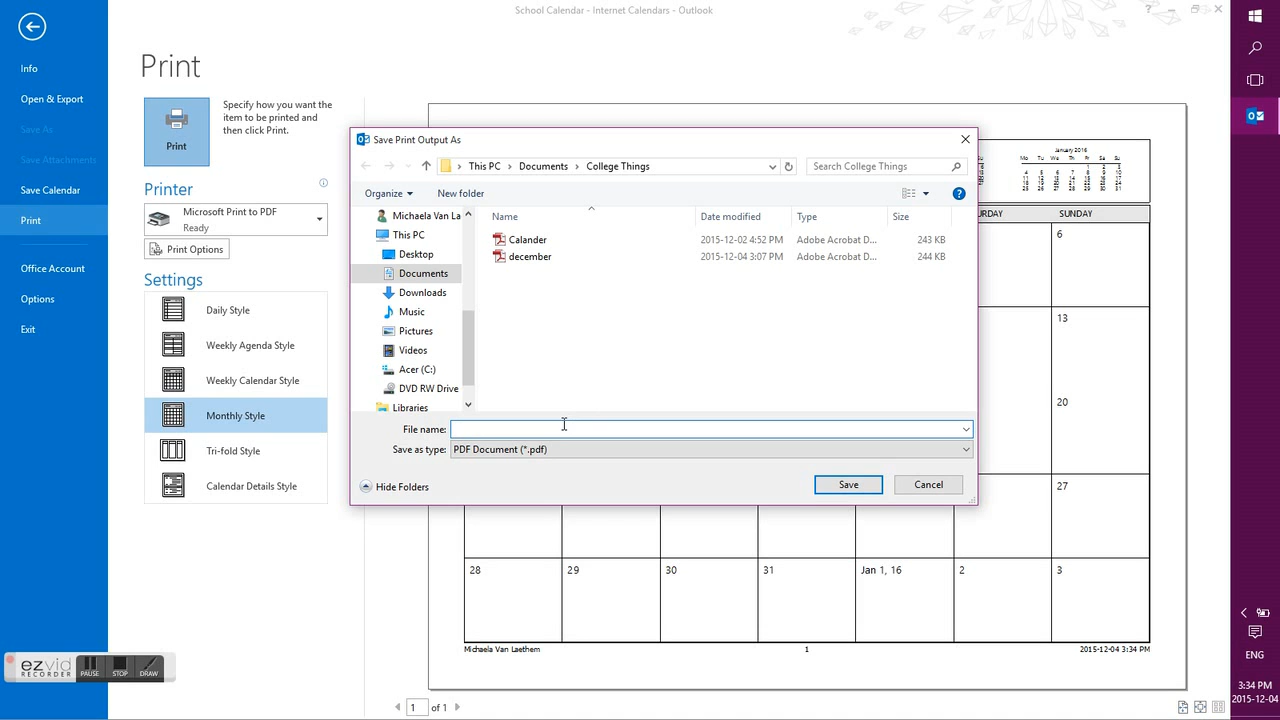 School Calendar - Internet Calendars - Outlook
?
Info
Open & Export
Save As
Save Attachments
Save Calendar
Print
Office Account
Options
Exit
Print
Print
Specify how you want the
item to be printed and
then click Print.
Printer
Microsoft Print to PDF
Ready
Print Options
Settings
Daily Style
Weekly Agenda Style
Weekly Calendar Style
Monthly Style
Tri-fold Style
Calendar Details Style
Save Print Output As
This PC
Documents
College Things
Search College Things
Organize
New folder
?
Michaela Van La
This PC
Desktop
Documents
Downloads
Music
Pictures
Videos
Acer (C:)
DVD RW Drive
Libraries
Name Date modified Type Size
Calander 2015-12-02 4:52 PM Adobe Acrobat D... 243 KB
december 2015-12-04 3:07 PM Adobe Acrobat D... 244 KB
File name:
Save as type: PDF Document (*.pdf)
Hide Folders
Save
Cancel
January 2016
Mo Tu We Th Fr Sa Su
URDAY SUNDAY
6
13
20
27
28 29 30 31 Jan 1, 16 2 3
Michaela Van Laethem 1 2015-12-04 3:34 PM
1 of 1
ezvid
RECORDER
PAUSE STOP DRAW
ENG
3:34 PM
2015-12-04